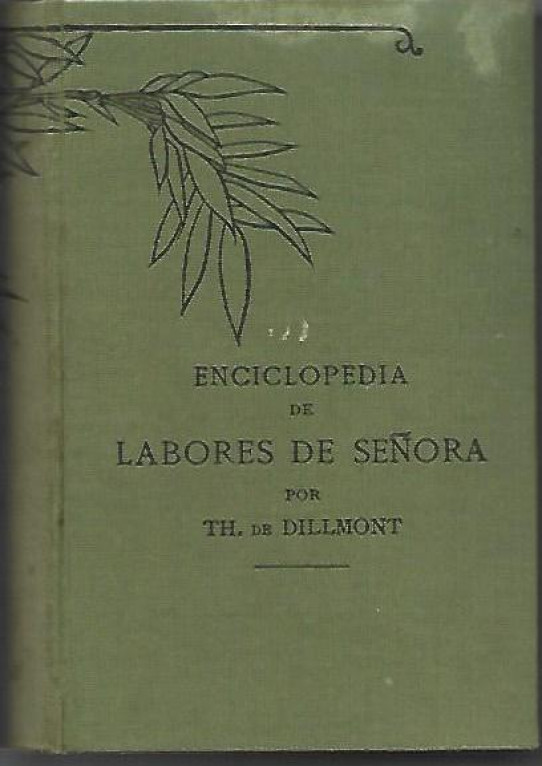 ENCICLOPEDIA
DE
LABORES DE SEÑORA
POR
TH. DE DILLMONT